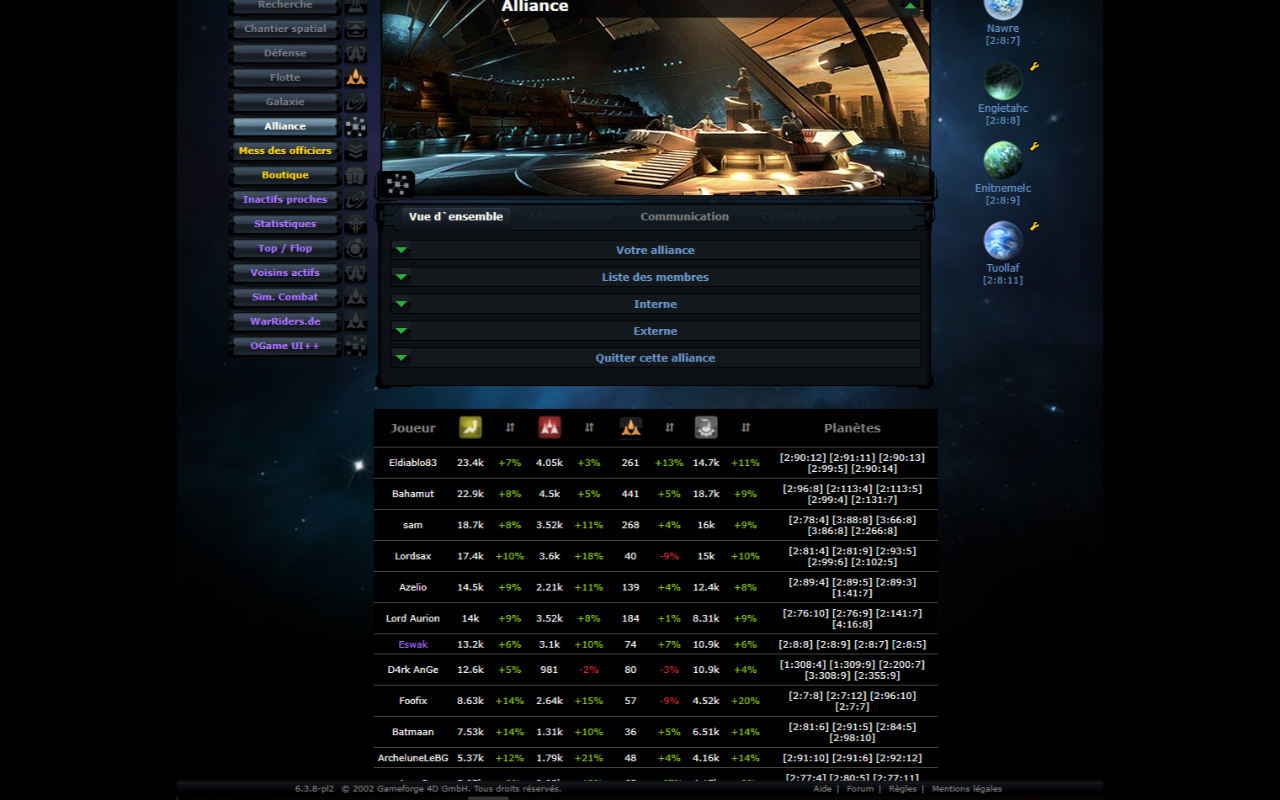 Recherche
Chantier spatial
Défense
Flotte
Galaxie
Alliance
Mess des officiers
Boutique
Inactifs proches
Statistiques
Top / Flop
Voisins actifs
Sim. Combat
WarRiders.de
OGame UI++
Alliance
Nawre
[2:8:7]
Engietahc
[2:8:8]
Enitnemelc
[2:8:9]
Tuollaf
[2:8:11]
Vue d`ensemble Administration Communication Candidatures
Votre alliance
Liste des membres
Interne
Externe
Quitter cette alliance
Joueur Planètes
Eldiablo83 23.4k +7% 4.05k +3% 261 +13% 14.7k +11% [2:90:12] [2:91:11] [2:90:13]
[2:99:5] [2:90:14]
Bahamut 22.9k +8% 4.5k +5% 441 +5% 18.7k +9% [2:96:8] [2:113:4] [2:113:5]
[2:99:4] [2:131:7]
sam 18.7k +8% 3.52k +11% 268 +4% 16k +9% [2:78:4] [3:88:8] [3:66:8]
[3:86:8] [2:266:8]
Lordsax 17.4k +10% 3.6k +18% 40 -9% 15k +10% [2:81:4] [2:81:9] [2:93:5]
[2:99:6] [2:102:5]
Azelio 14.5k +9% 2.21k +11% 139 +4% 12.4k +8% [2:89:4] [2:89:5] [2:89:3]
[1:41:7]
Lord Aurion 14k +9% 3.52k +8% 184 +1% 8.31k +9% [2:76:10] [2:76:9] [2:141:7]
[4:16:8]
Eswak 13.2k +6% 3.1k +10% 74 +7% 10.9k +6% [2:8:8] [2:8:9] [2:8:7] [2:8:5]
D4rk AnGe 12.6k +5% 981 -2% 80 -3% 10.9k +4% [1:308:4] [1:309:9] [2:200:7]
[3:308:9] [2:355:9]
Foofix 8.63k +14% 2.64k +15% 57 -9% 4.52k +20% [2:7:8] [2:7:12] [2:96:10]
[2:7:7]
Batmaan 7.53k +14% 1.31k +10% 36 +5% 6.51k +14% [2:81:6] [2:91:5] [2:84:5]
[2:98:10]
ArcheluneLeBG 5.37k +12% 1.79k +21% 48 +4% 4.16k +14% [2:91:10] [2:91:6] [2:92:12]
[2:77:4] [2:80:5] [2:77:11]
6.3.8-pl2 © 2002 Gameforge 4D GmbH. Tous droits réservés. Aide | Forum | Règles | Mentions légales